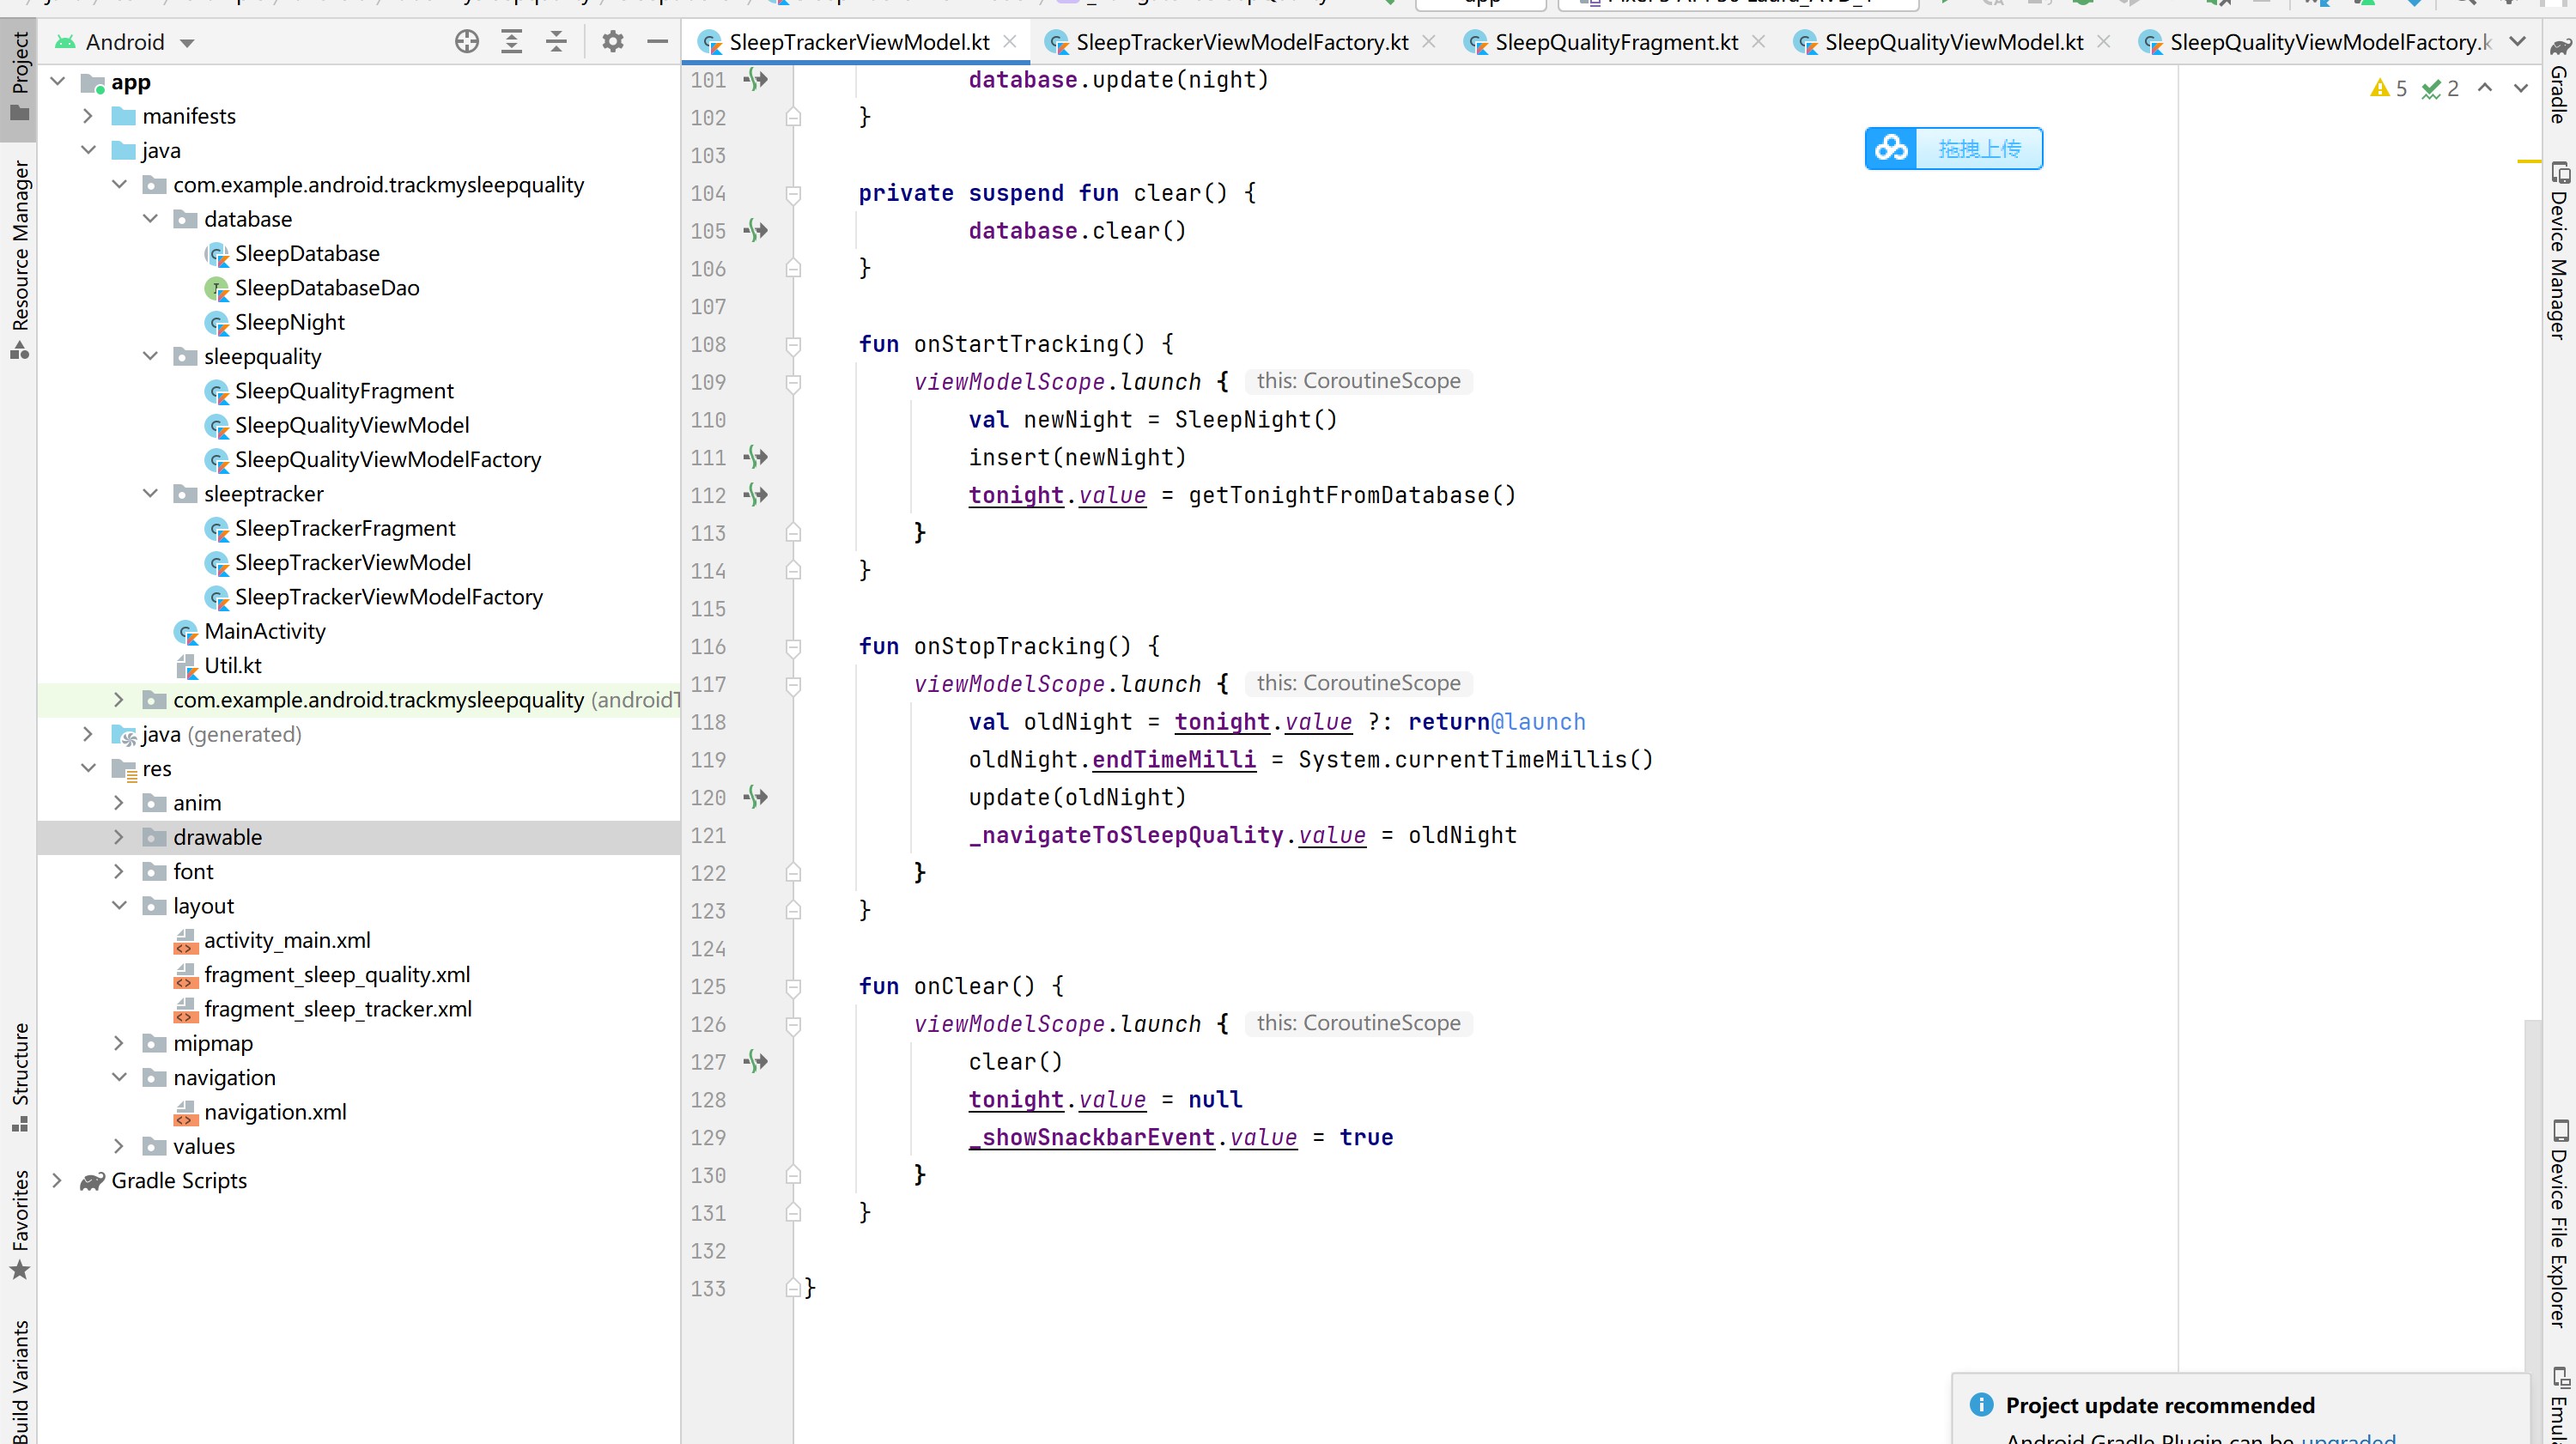 Android
SleepTrackerViewModel.kt
SleepTrackerViewModelFactory.kt
SleepQualityFragment.kt
SleepQualityViewModel.kt
SleepQualityViewModelFactory.k
Project
Resource Manager
Structure
Favorites
Build Variants
app
manifests
java
com.example.android.trackmysleepquality
database
SleepDatabase
SleepDatabaseDao
SleepNight
sleepquality
SleepQualityFragment
SleepQualityViewModel
SleepQualityViewModelFactory
sleeptracker
SleepTrackerFragment
SleepTrackerViewModel
SleepTrackerViewModelFactory
MainActivity
Util.kt
com.example.android.trackmysleepquality (androidT
java (generated)
res
anim
drawable
font
layout
activity_main.xml
fragment_sleep_quality.xml
fragment_sleep_tracker.xml
mipmap
navigation
navigation.xml
values
Gradle Scripts
101 database.update(night)
102 }
103
104 private suspend fun clear() {
105 database.clear()
106 }
107
108 fun onStartTracking() {
109 viewModelScope.launch { this: CoroutineScope
110 val newNight = SleepNight()
111 insert(newNight)
112 tonight.value = getTonightFromDatabase()
113 }
114 }
115
116 fun onStopTracking() {
117 viewModelScope.launch { this: CoroutineScope
118 val oldNight = tonight.value ?: return@launch
119 oldNight.endTimeMilli = System.currentTimeMillis()
120 update(oldNight)
121 _navigateToSleepQuality.value = oldNight
122 }
123 }
124
125 fun onClear() {
126 viewModelScope.launch { this: CoroutineScope
127 clear()
128 tonight.value = null
129 _showSnackbarEvent.value = true
130 }
131 }
132
133 }
5 2
拖拽上传
Gradle
Device Manager
Device File Explorer
Emul
Project update recommended
Android Gradle Plugin can be upgraded